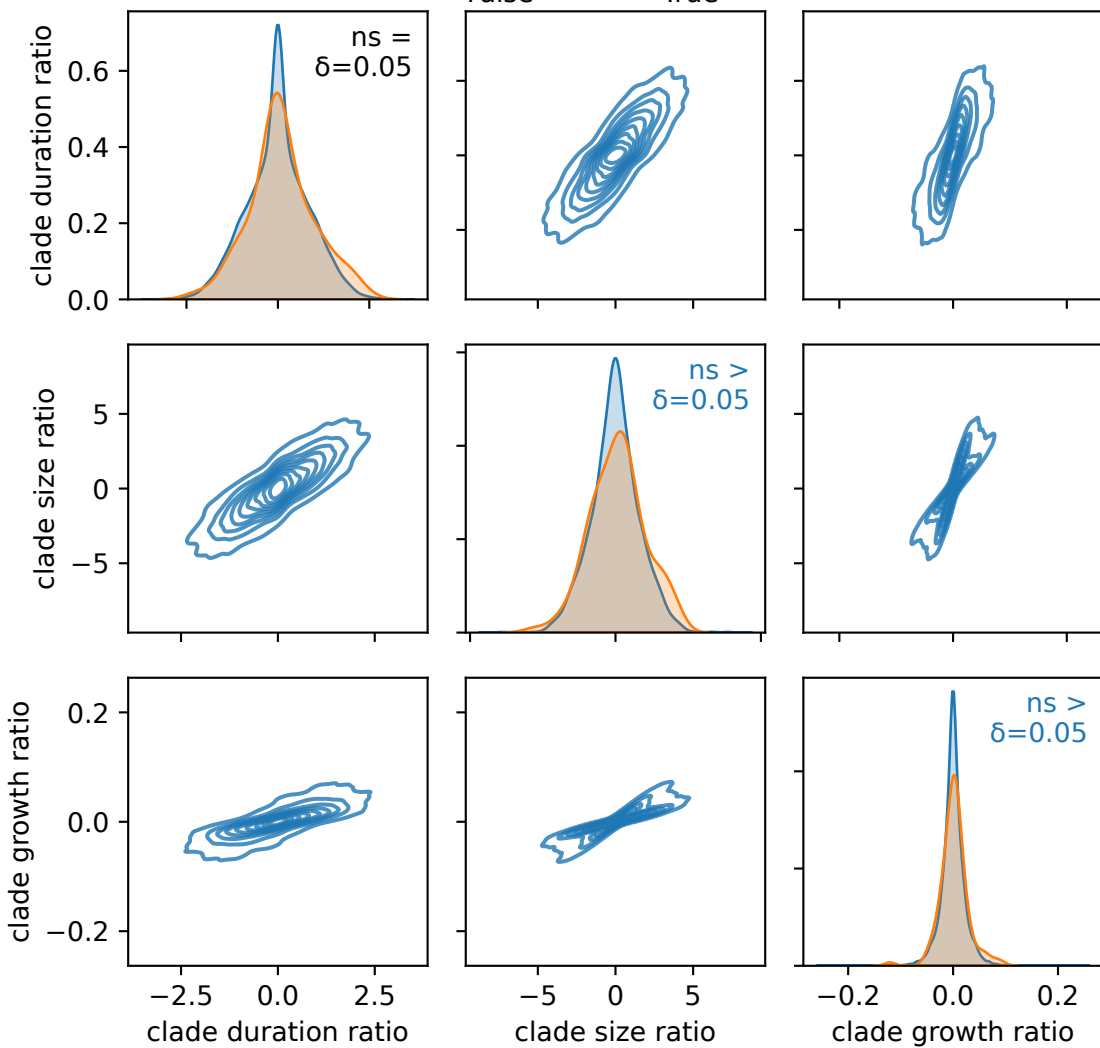 clade duration ratio
0.6
0.4
0.2
0.0
ns =
δ=0.05
clade size ratio
5
0
−5
ns >
δ=0.05
clade growth ratio
0.2
0.0
−0.2
ns >
δ=0.05
−2.5 0.0 2.5
−5 0 5
−0.2 0.0 0.2
clade duration ratio
clade size ratio
clade growth ratio